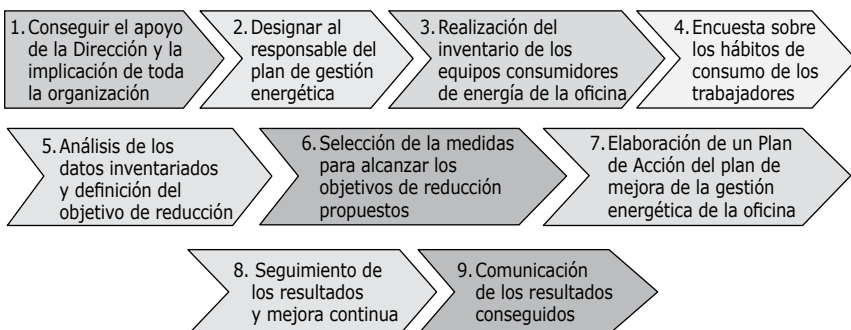 1. Conseguir el apoyo
de la Dirección y la
implicación de toda
la organización
2. Designar al
responsable del
plan de gestión
energética
3. Realización del
inventario de los
equipos consumidores
de energía de la oficina
4. Encuesta sobre
los hábitos de
consumo de los
trabajadores
5. Análisis de los
datos inventariados
y definición del
objetivo de reducción
6. Selección de la medidas
para alcanzar los
objetivos de reducción
propuestos
7. Elaboración de un Plan
de Acción del plan de
mejora de la gestión
energética de la oficina
8. Seguimiento de
los resultados
y mejora continua
9. Comunicación
de los resultados
conseguidos